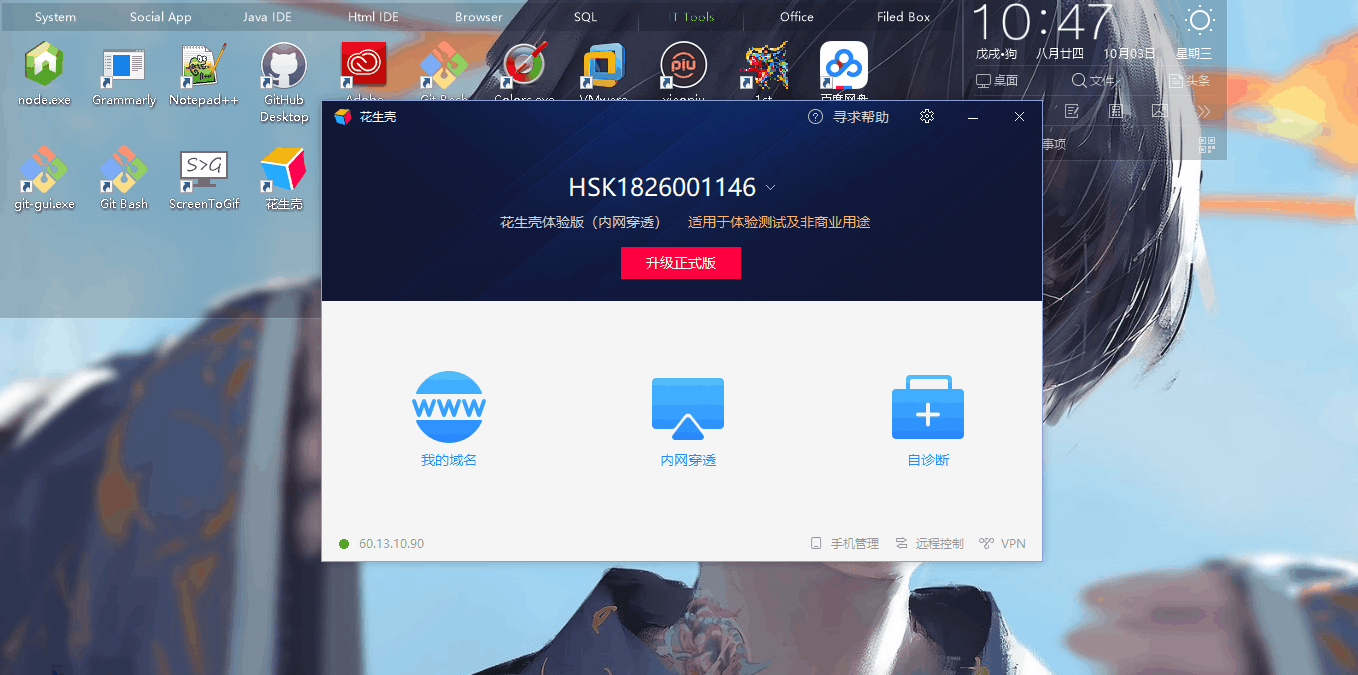 System Social App Java IDE Html IDE Browser SQL IT Tools Office Filed Box
10:47
戊戌•狗 八月廿四 10月03日 星期三
桌面 文件 头条
事项
node.exe Grammarly Notepad++ GitHub Desktop Adobe Git Bash Colors.exe VMware 1st 百度网盘
piu
git-gui.exe Git Bash S>G ScreenToGif 花生壳
花生壳 寻求帮助
HSK1826001146
花生壳体验版（内网穿透） 适用于体验测试及非商业用途
升级正式版
WWW
我的域名 内网穿透 自诊断
60.13.10.90 手机管理 远程控制 VPN